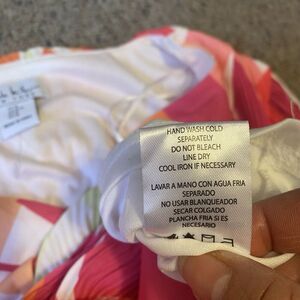 HAND WASH COLD
SEPARATELY
DO NOT BLEACH
LINE DRY
COOL IRON IF NECESSARY
LAVAR A MANO CON AGUA FRIA
SEPARADO
NO USAR BLANQUEADOR
SECAR COLGADO
PLANCHA FRIA SI ES
NECESARIO